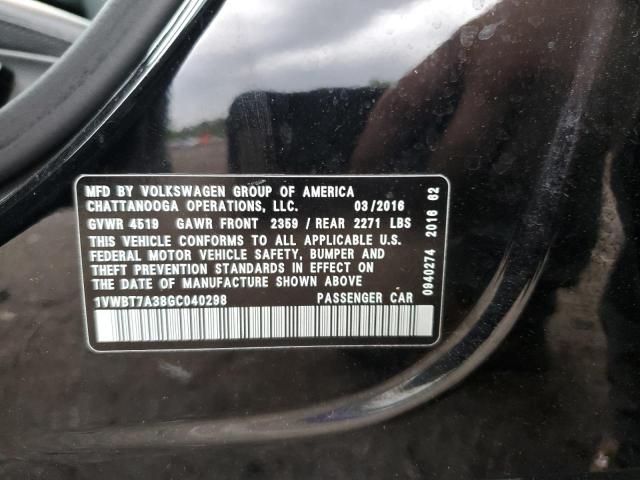 MFD BY VOLKSWAGEN GROUP OF AMERICA
CHATTANOOGA OPERATIONS, LLC. 03/2016
GVWR 4519 GAWR FRONT 2359 / REAR 2271 LBS
THIS VEHICLE CONFORMS TO ALL APPLICABLE U.S.
FEDERAL MOTOR VEHICLE SAFETY, BUMPER AND
THEFT PREVENTION STANDARDS IN EFFECT ON
THE DATE OF MANUFACTURE SHOWN ABOVE
1VWBT7A38GC040298 PASSENGER CAR
0940274 2016 62